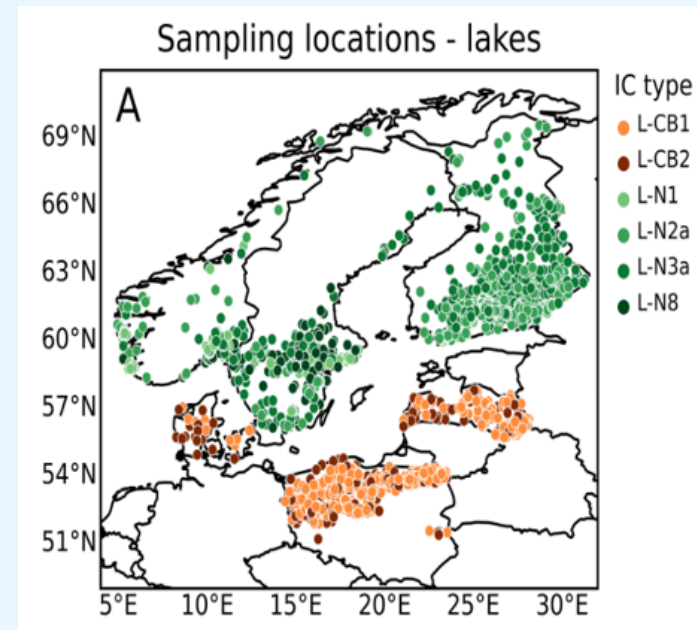 Sampling locations - lakes
A
IC type
L-CB1
L-CB2
L-N1
L-N2a
L-N3a
L-N8
69°N
66°N
63°N
60°N
57°N
54°N
51°N
5°E 10°E 15°E 20°E 25°E 30°E